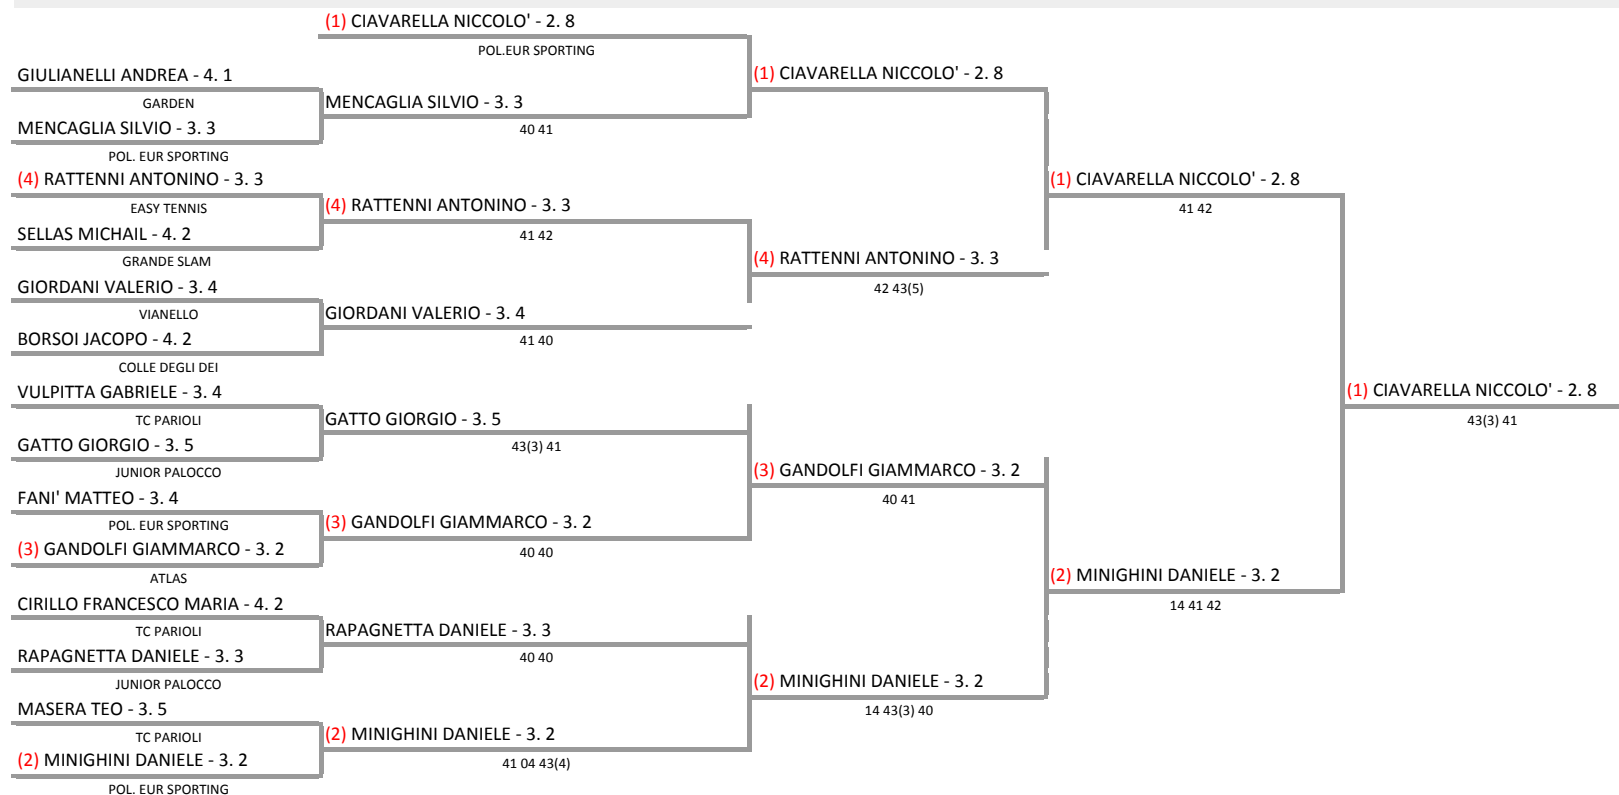 (1) CIAVARELLA NICCOLO' - 2. 8
POL.EUR SPORTING
GIULIANELLI ANDREA - 4. 1
GARDEN
MENCAGLIA SILVIO - 3. 3
POL. EUR SPORTING
(4) RATTENNI ANTONINO - 3. 3
EASY TENNIS
SELLAS MICHAIL - 4. 2
GRANDE SLAM
GIORDANI VALERIO - 3. 4
VIANELLO
BORSOI JACOPO - 4. 2
COLLE DEGLI DEI
VULPITTA GABRIELE - 3. 4
TC PARIOLI
GATTO GIORGIO - 3. 5
JUNIOR PALOCCO
FANI' MATTEO - 3. 4
POL. EUR SPORTING
(3) GANDOLFI GIAMMARCO - 3. 2
ATLAS
CIRILLO FRANCESCO MARIA - 4. 2
TC PARIOLI
RAPAGNETTA DANIELE - 3. 3
JUNIOR PALOCCO
MASERA TEO - 3. 5
TC PARIOLI
(2) MINIGHINI DANIELE - 3. 2
POL. EUR SPORTING
MENCAGLIA SILVIO - 3. 3
40 41
(4) RATTENNI ANTONINO - 3. 3
41 42
GIORDANI VALERIO - 3. 4
41 40
GATTO GIORGIO - 3. 5
43(3) 41
(3) GANDOLFI GIAMMARCO - 3. 2
40 40
RAPAGNETTA DANIELE - 3. 3
40 40
(2) MINIGHINI DANIELE - 3. 2
41 04 43(4)
(1) CIAVARELLA NICCOLO' - 2. 8
(4) RATTENNI ANTONINO - 3. 3
42 43(5)
(3) GANDOLFI GIAMMARCO - 3. 2
40 41
(2) MINIGHINI DANIELE - 3. 2
14 43(3) 40
(1) CIAVARELLA NICCOLO' - 2. 8
41 42
(2) MINIGHINI DANIELE - 3. 2
14 41 42
(1) CIAVARELLA NICCOLO' - 2. 8
43(3) 41